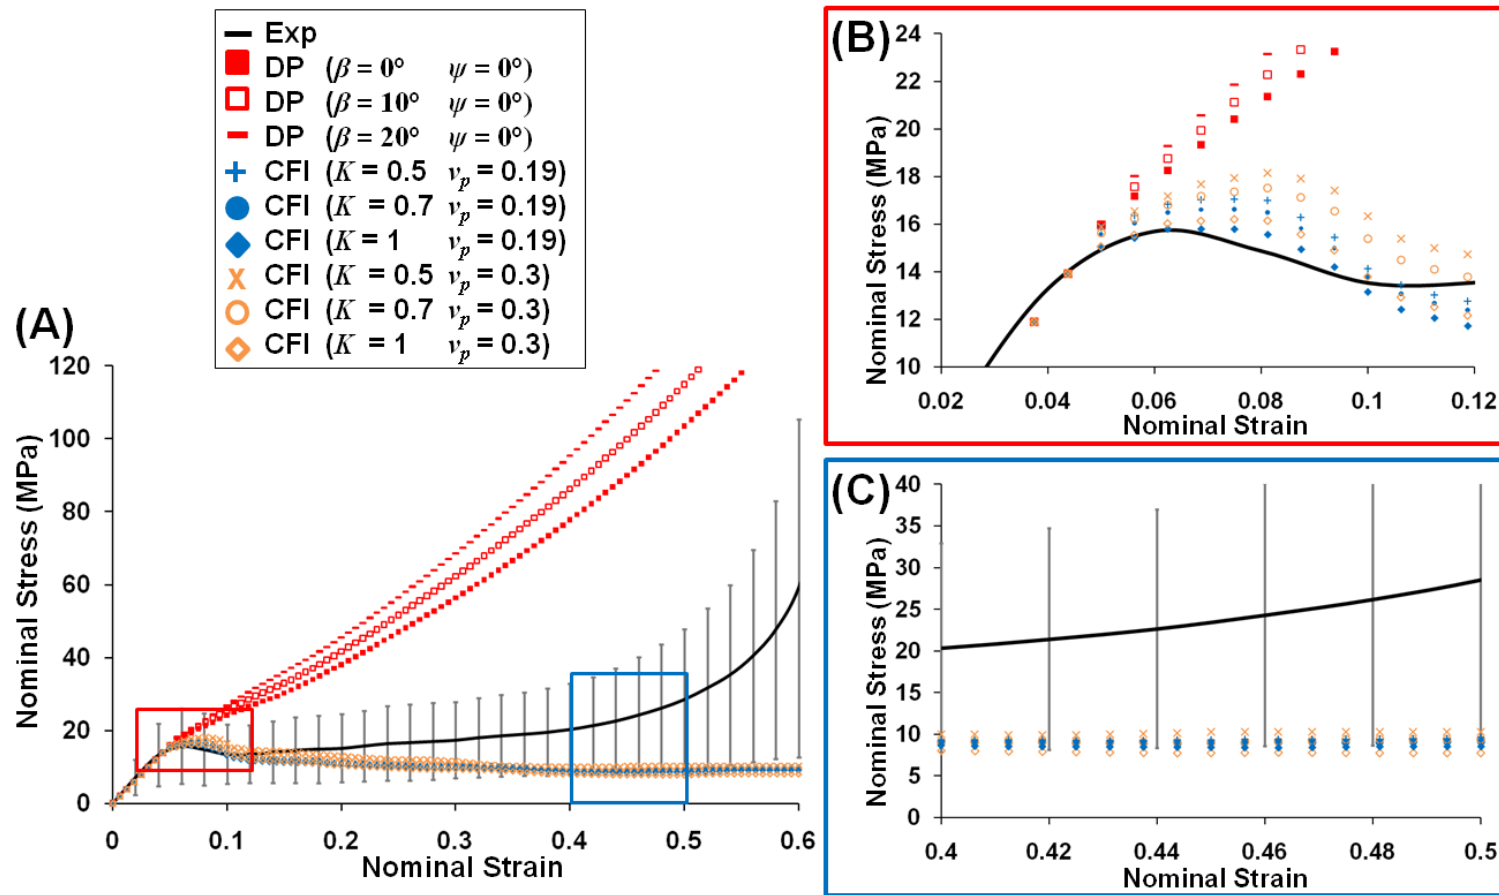 Exp
DP (β = 0° ψ = 0°)
DP (β = 10° ψ = 0°)
DP (β = 20° ψ = 0°)
CFI (K = 0.5 v_p = 0.19)
CFI (K = 0.7 v_p = 0.19)
CFI (K = 1 v_p = 0.19)
CFI (K = 0.5 v_p = 0.3)
CFI (K = 0.7 v_p = 0.3)
CFI (K = 1 v_p = 0.3)
(A)
120
100
80
60
40
20
0
Nominal Stress (MPa)
0 0.1 0.2 0.3 0.4 0.5 0.6
Nominal Strain
(B)
24
22
20
18
16
14
12
10
Nominal Stress (MPa)
0.02 0.04 0.06 0.08 0.1 0.12
Nominal Strain
(C)
40
35
30
25
20
15
10
5
0
Nominal Stress (MPa)
0.4 0.42 0.44 0.46 0.48 0.5
Nominal Strain